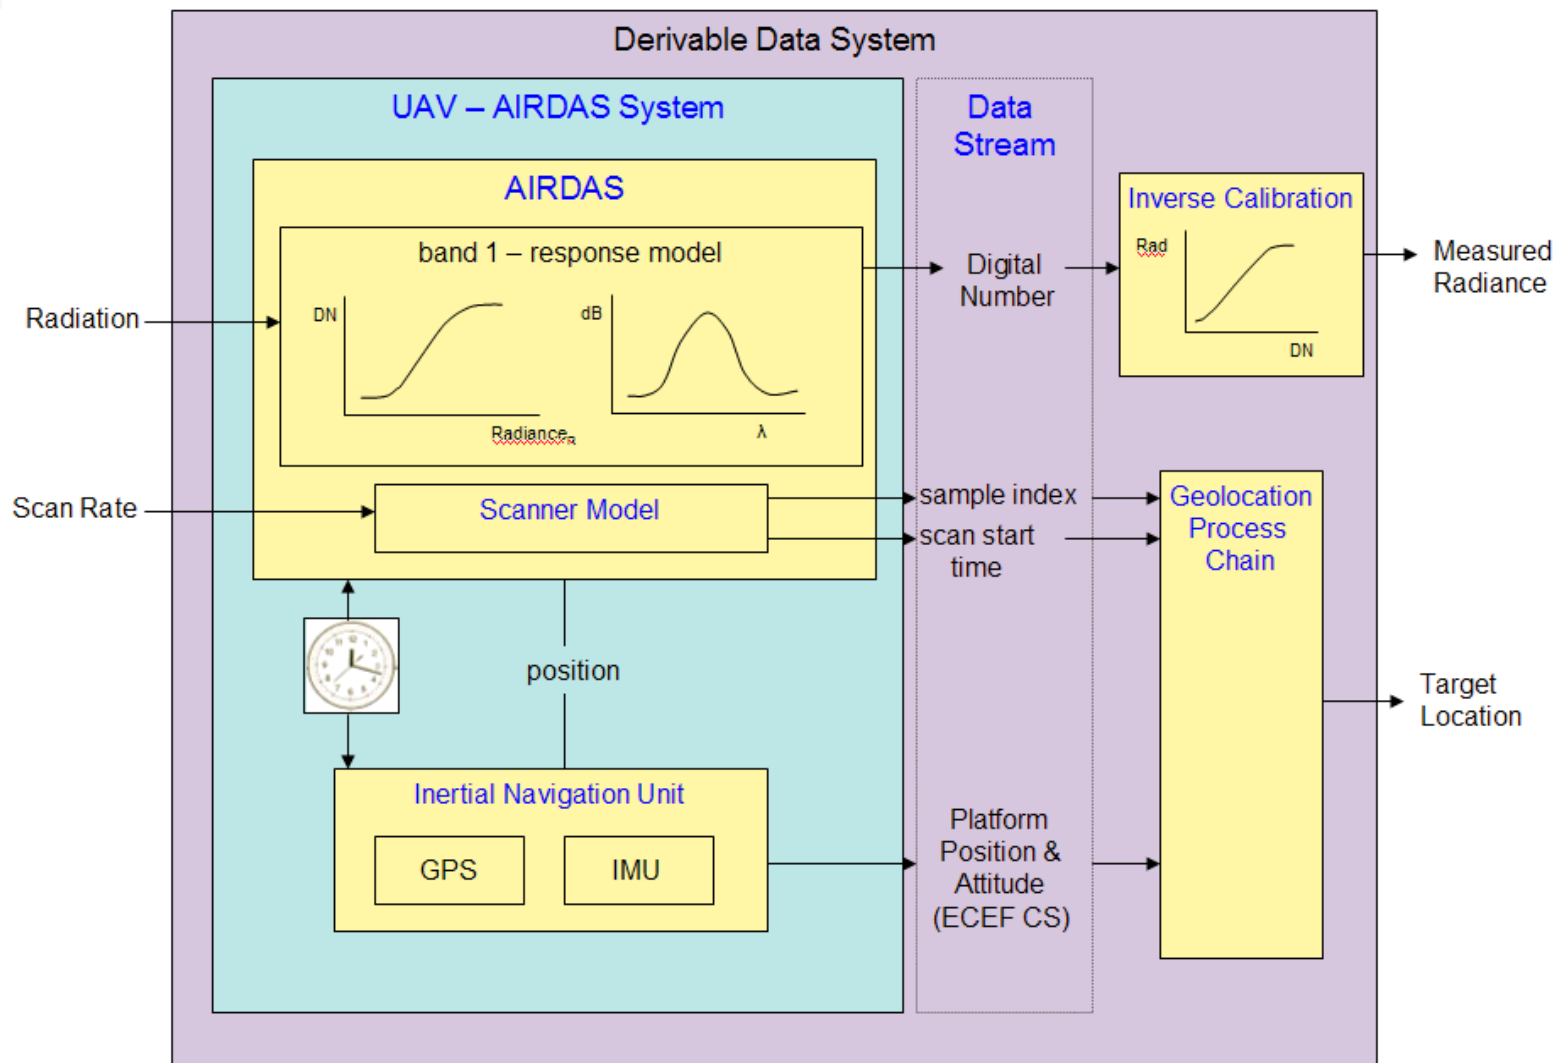 Derivable Data System
UAV – AIRDAS System
Data
Stream
AIRDAS
Inverse Calibration
band 1 – response model
Rad
DN
Measured
Radiance
Digital
Number
Radiation
DN
Radiance_R
dB
λ
Scan Rate
Scanner Model
sample index
scan start
time
Geolocation
Process
Chain
position
Target
Location
Inertial Navigation Unit
GPS
IMU
Platform
Position &
Attitude
(ECEF CS)